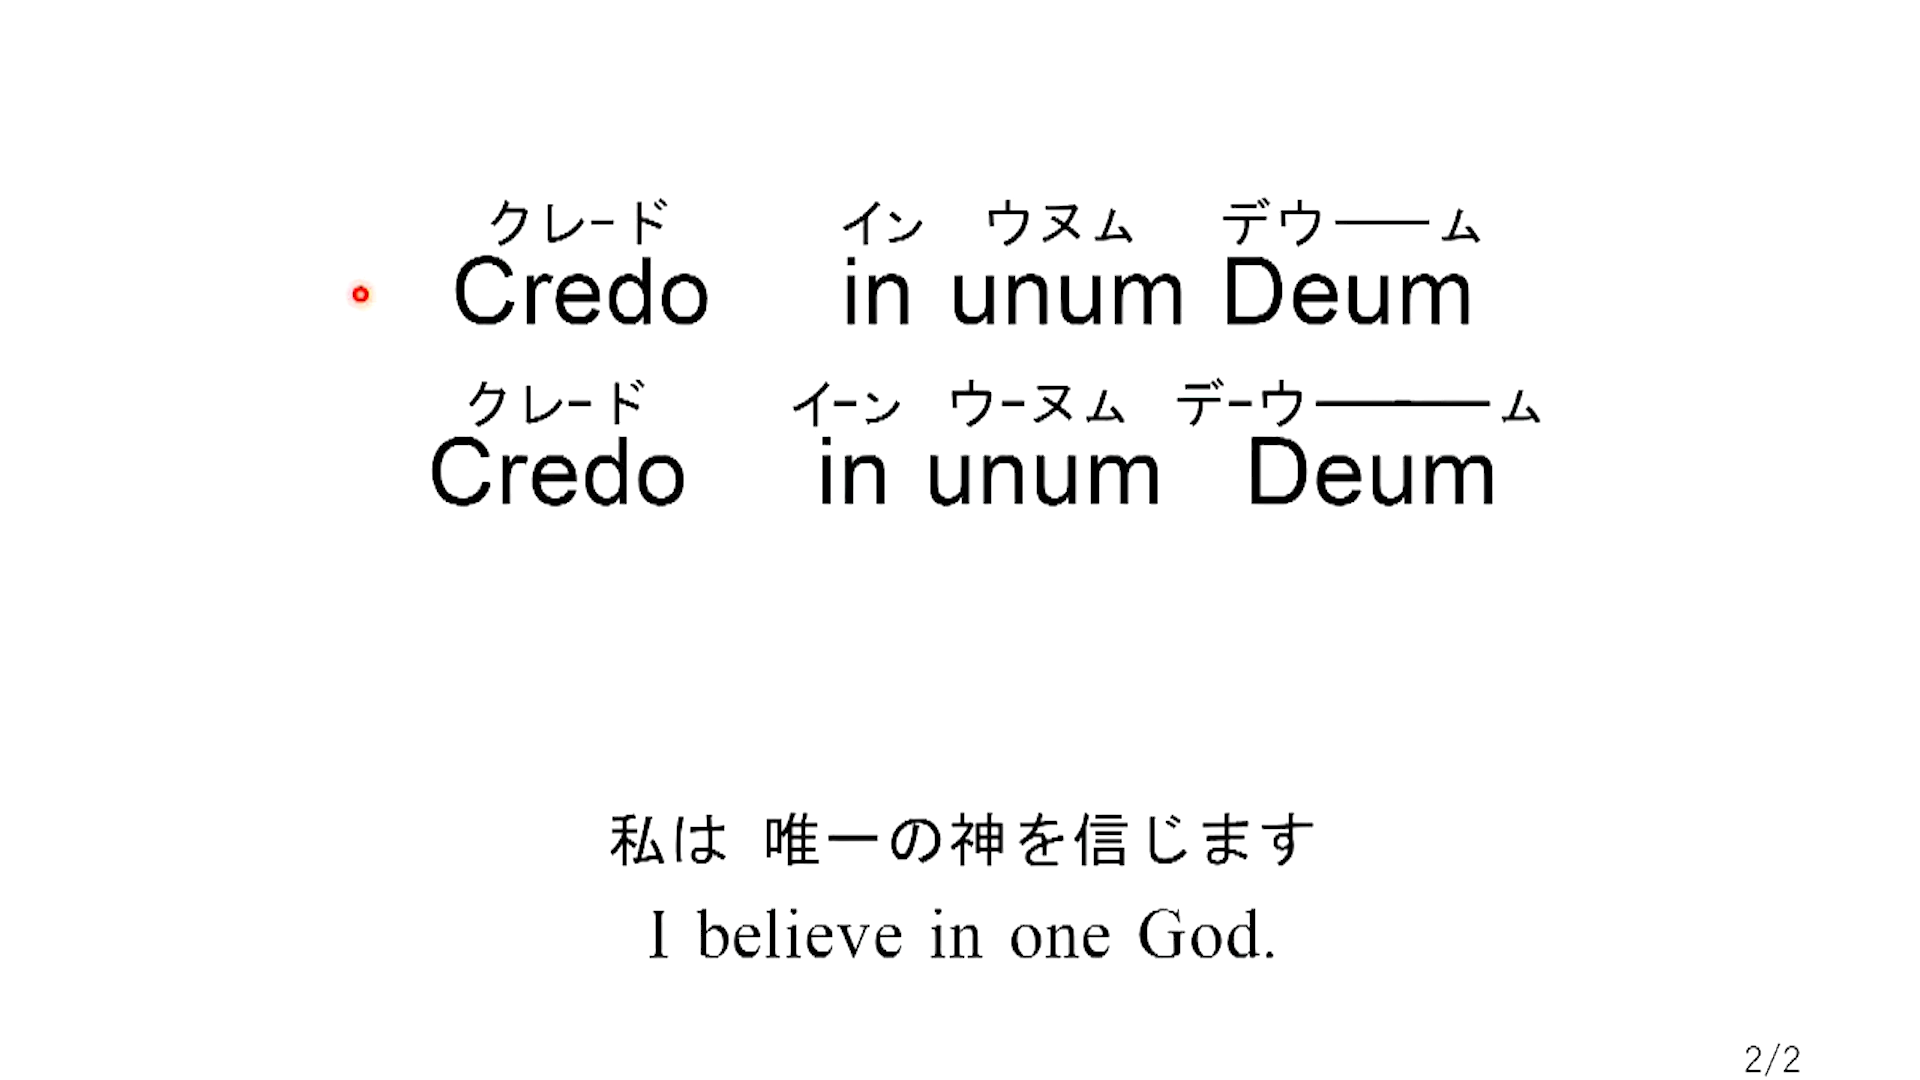 クレード イン ウヌム デウ――ム
Credo in unum Deum
クレード イーン ウーヌム デーウ―――ム
Credo in unum Deum
私は 唯一の神を信じます
I believe in one God.
2/2